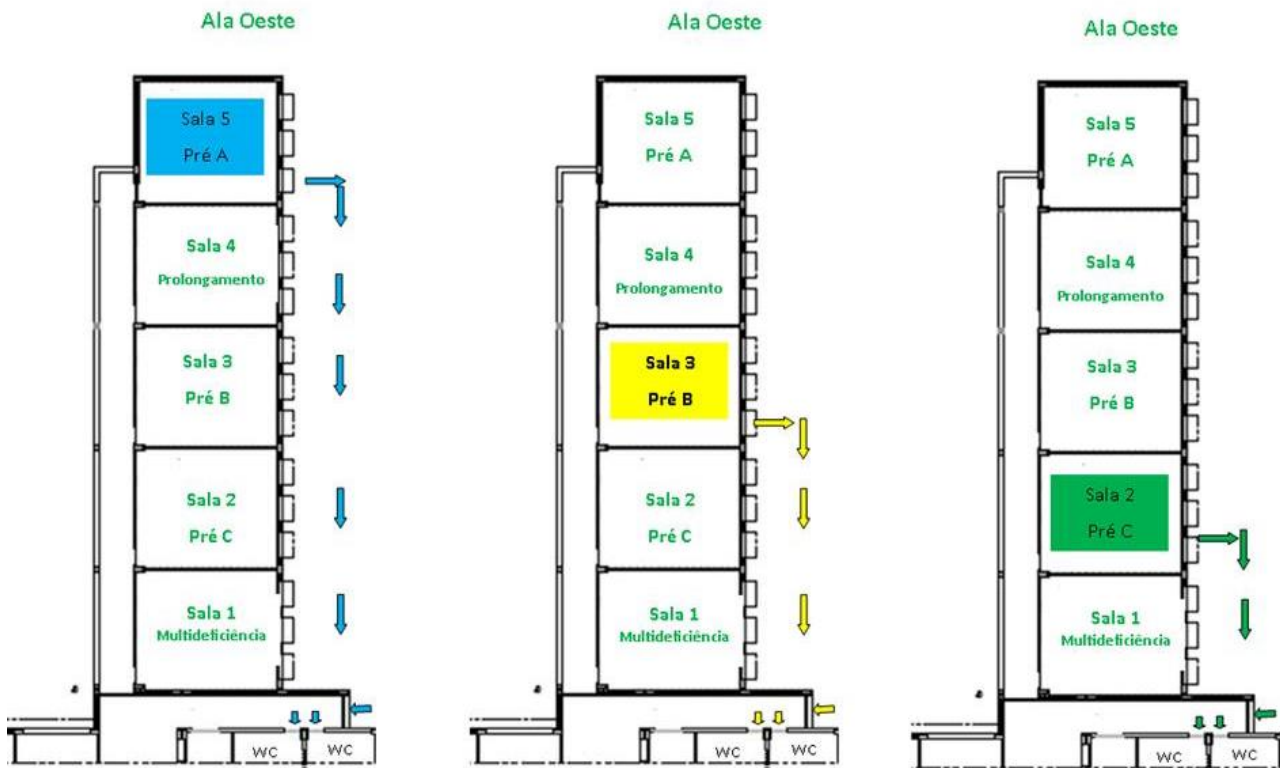 Ala Oeste
Sala 5
Pré A
Sala 4
Prolongamento
Sala 3
Pré B
Sala 2
Pré C
Sala 1
Multideficiência
WC
WC
Ala Oeste
Sala 5
Pré A
Sala 4
Prolongamento
Sala 3
Pré B
Sala 2
Pré C
Sala 1
Multideficiência
WC
WC
Ala Oeste
Sala 5
Pré A
Sala 4
Prolongamento
Sala 3
Pré B
Sala 2
Pré C
Sala 1
Multideficiência
WC
WC